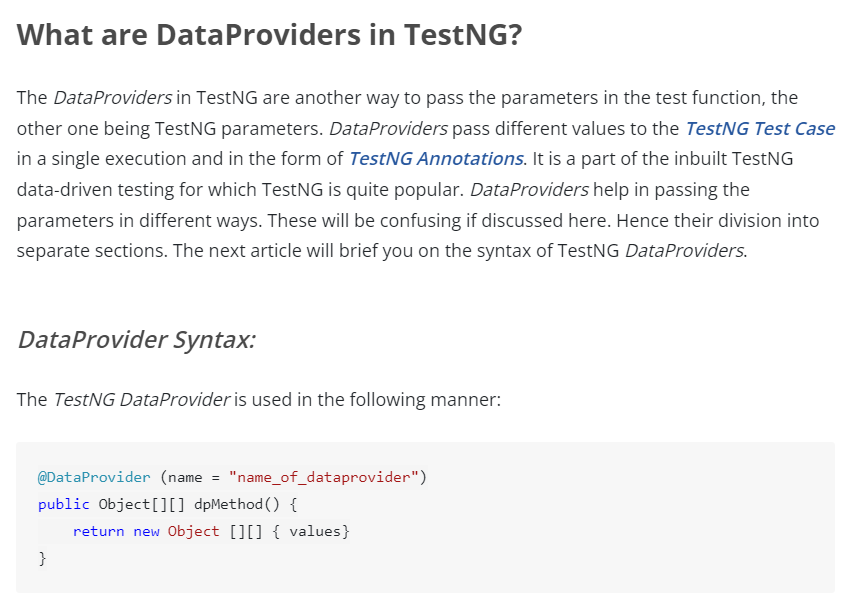 What are DataProviders in TestNG?
The DataProviders in TestNG are another way to pass the parameters in the test function, the
other one being TestNG parameters. DataProviders pass different values to the TestNG Test Case
in a single execution and in the form of TestNG Annotations. It is a part of the inbuilt TestNG
data-driven testing for which TestNG is quite popular. DataProviders help in passing the
parameters in different ways. These will be confusing if discussed here. Hence their division into
separate sections. The next article will brief you on the syntax of TestNG DataProviders.
DataProvider Syntax:
The TestNG DataProvider is used in the following manner:
@DataProvider (name = "name_of_dataprovider")
public Object[][] dpMethod() {
    return new Object [][] { values}
}